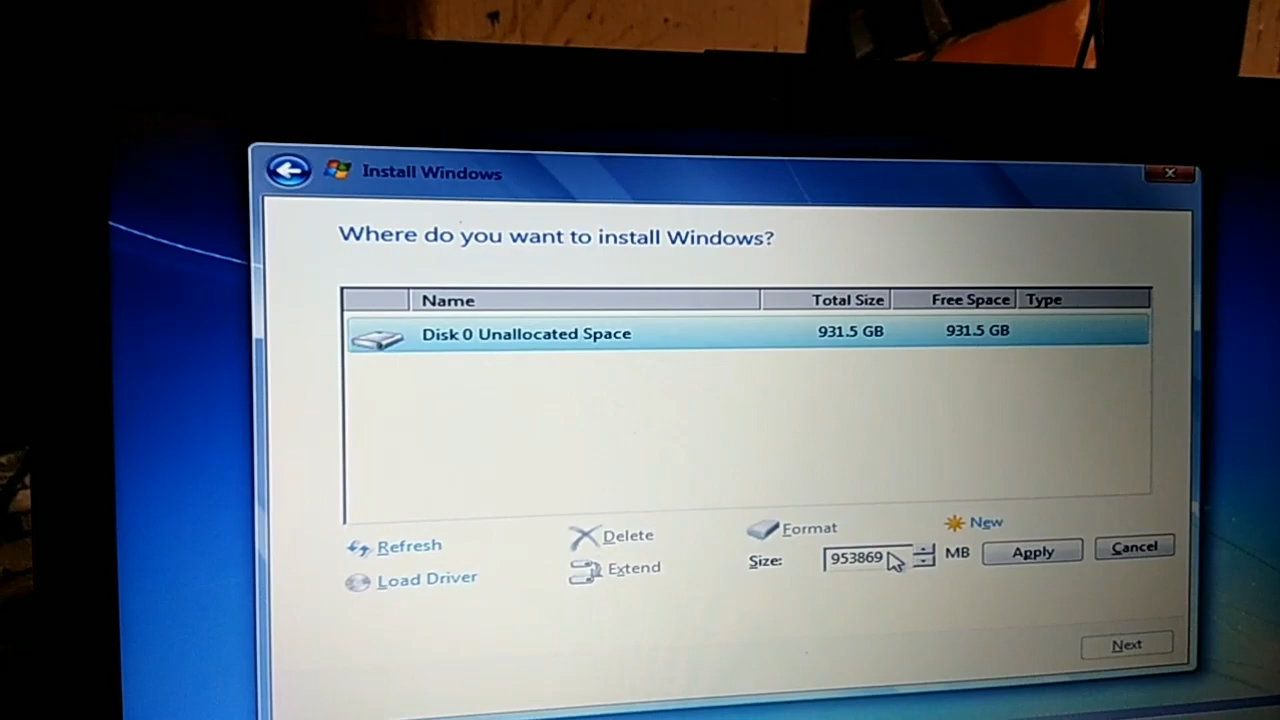 Install Windows
Where do you want to install Windows?
Name Total Size Free Space Type
Disk 0 Unallocated Space 931.5 GB 931.5 GB
Refresh Delete Format New
Load Driver Extend Size: 953869 MB Apply Cancel
Next